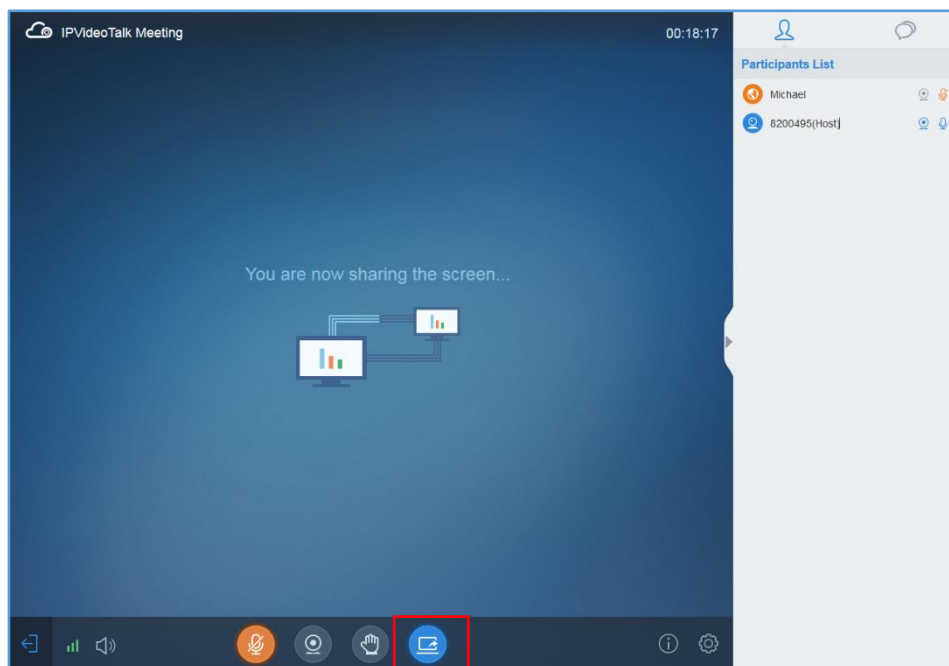 IPVideoTalk Meeting
00:18:17
Participants List
Michael
8200495(Host)
You are now sharing the screen...